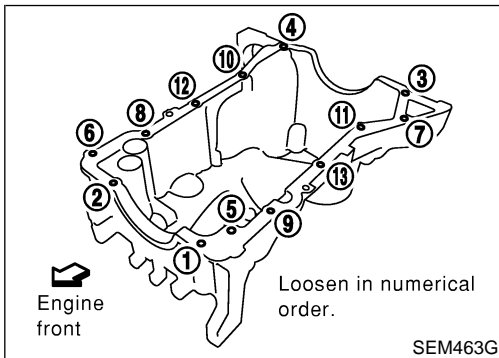 4
10
3
12
8
11
6
7
2
13
5
9
1
Engine
front
Loosen in numerical
order.
SEM463G